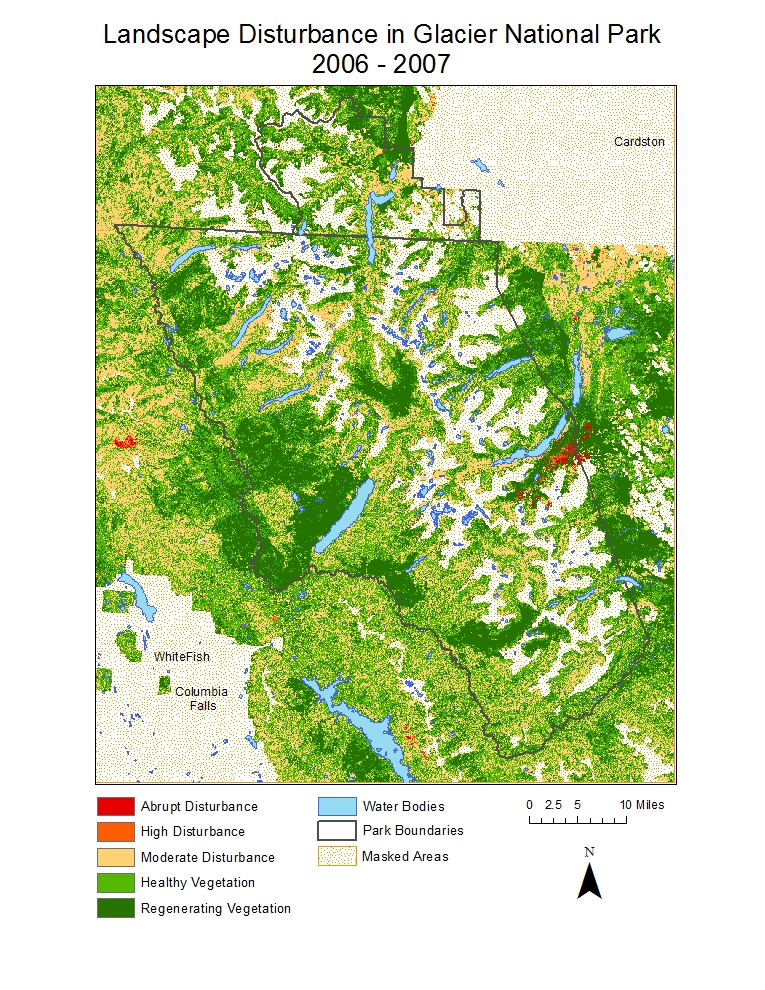 Landscape Disturbance in Glacier National Park
2006 - 2007
Cardston
WhiteFish
Columbia
Falls
Abrupt Disturbance
High Disturbance
Moderate Disturbance
Healthy Vegetation
Regenerating Vegetation
Water Bodies
Park Boundaries
Masked Areas
0 2.5 5 10 Miles
N